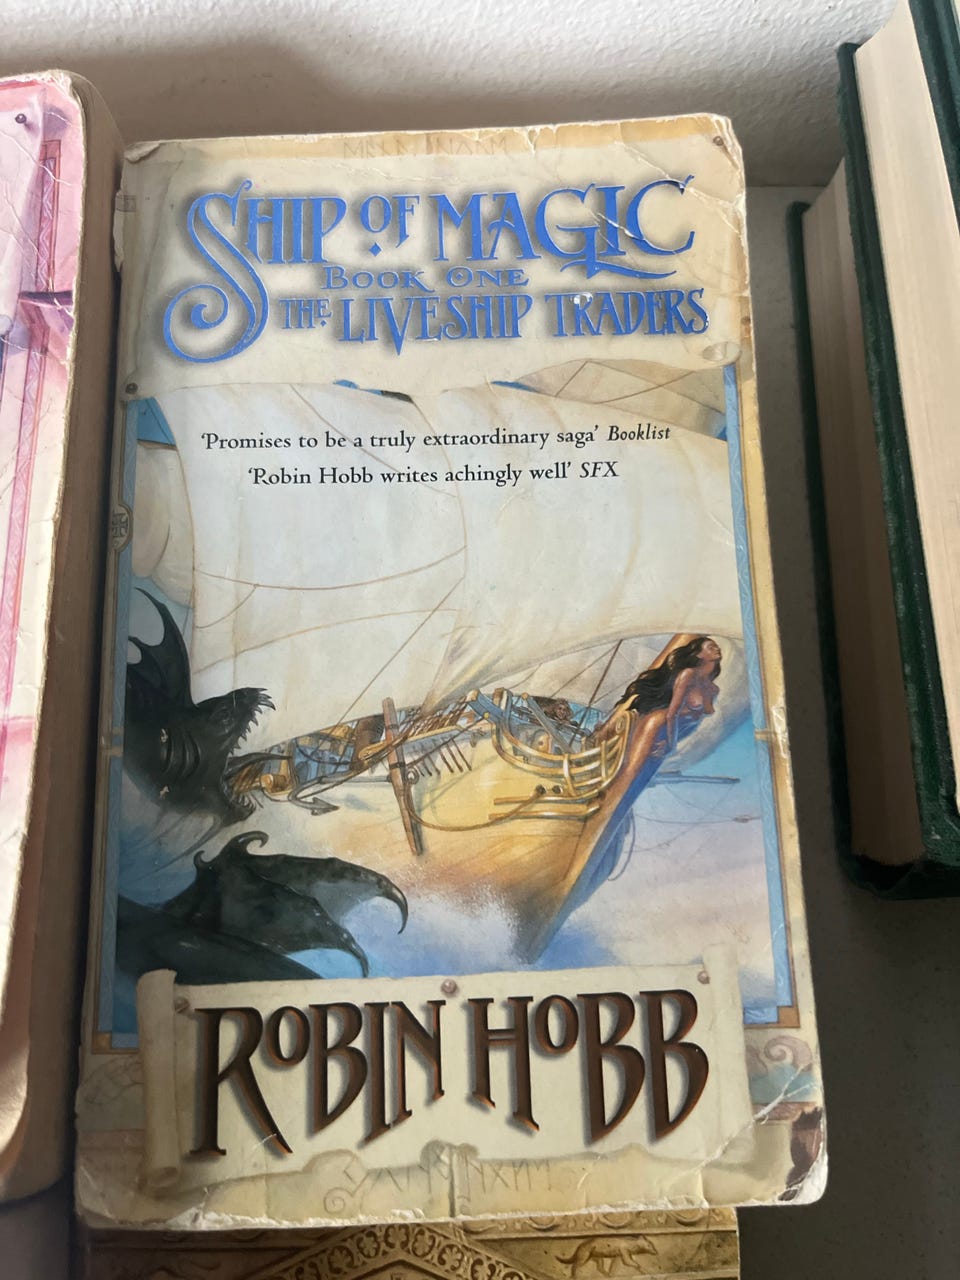 SHIP OF MAGIC
BOOK ONE
THE LIVESHIP TRADERS
‘Promises to be a truly extraordinary saga’ Booklist
‘Robin Hobb writes achingly well’ SFX
ROBIN HOBB